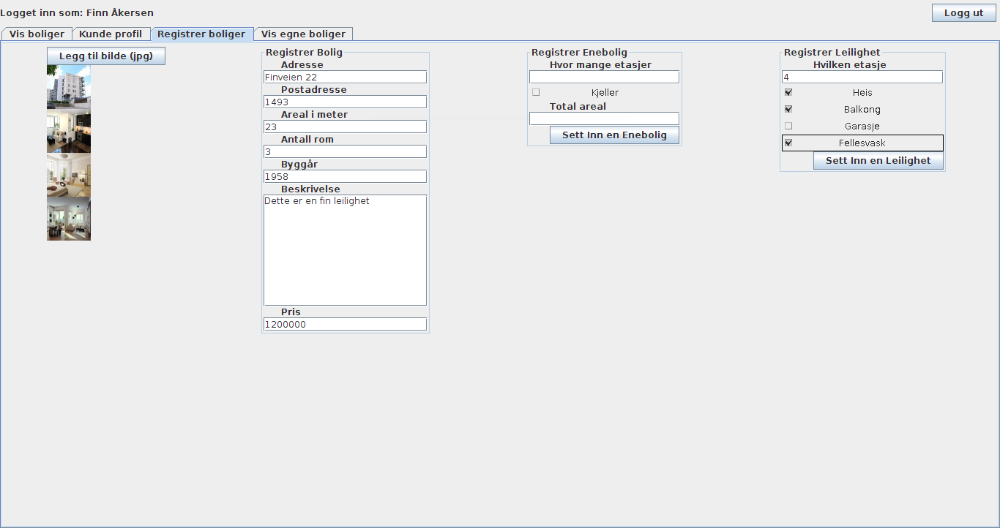 Logget inn som: Finn Åkersen
Logg ut
Vis boliger
Kunde profil
Registrer boliger
Vis egne boliger
Legg til bilde (jpg)
Registrer Bolig
Adresse
Finveien 22
Postadresse
1493
Areal i meter
23
Antall rom
3
Byggår
1958
Beskrivelse
Dette er en fin leilighet
Pris
1200000
Registrer Enebolig
Hvor mange etasjer
Kjeller
Total areal
Sett Inn en Enebolig
Registrer Leilighet
Hvilken etasje
4
Heis
Balkong
Garasje
Fellesvask
Sett Inn en Leilighet